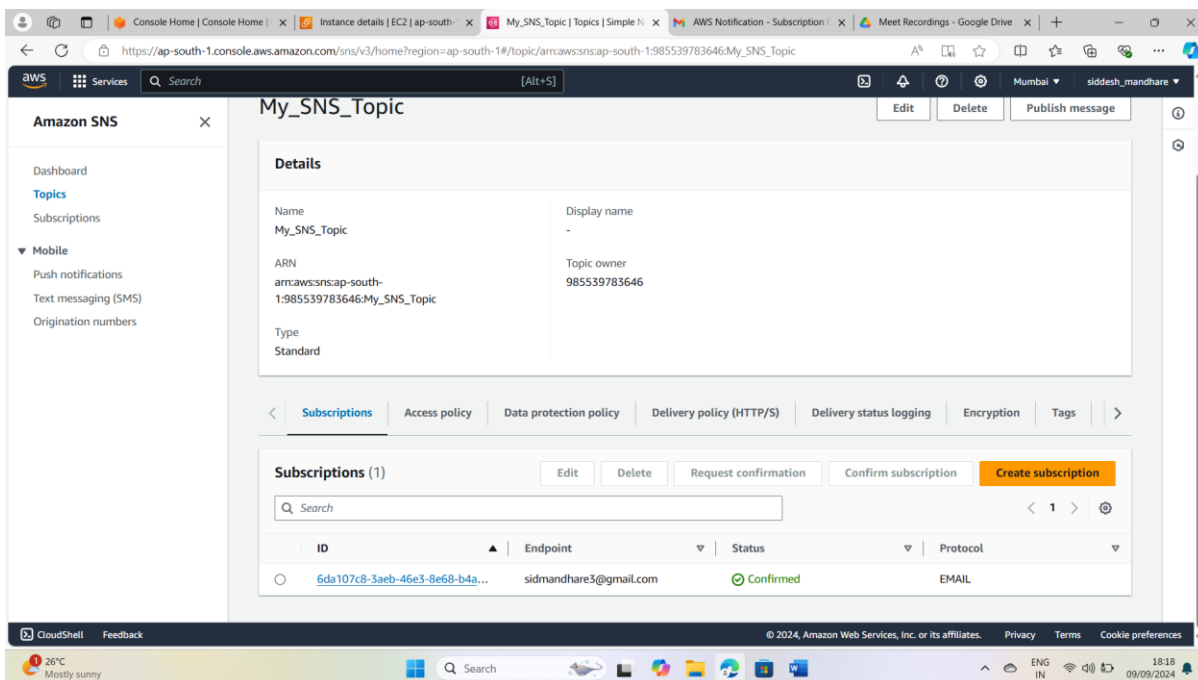 Console Home | Console Home |
Instance details | EC2 | ap-south-
My_SNS_Topic | Topics | Simple N
AWS Notification - Subscription C
Meet Recordings - Google Drive
https://ap-south-1.console.aws.amazon.com/sns/v3/home?region=ap-south-1#/topic/arn:aws:sns:ap-south-1:985539783646:My_SNS_Topic
aws
Services
Search
[Alt+S]
Mumbai
siddesh_mandhare
Amazon SNS
Dashboard
Topics
Subscriptions
Mobile
Push notifications
Text messaging (SMS)
Origination numbers
My_SNS_Topic
Edit
Delete
Publish message
Details
Name
My_SNS_Topic
ARN
arn:aws:sns:ap-south-
1:985539783646:My_SNS_Topic
Type
Standard
Display name
-
Topic owner
985539783646
Subscriptions
Access policy
Data protection policy
Delivery policy (HTTP/S)
Delivery status logging
Encryption
Tags
Subscriptions (1)
Edit
Delete
Request confirmation
Confirm subscription
Create subscription
Search
1
ID
Endpoint
Status
Protocol
6da107c8-3aeb-46e3-8e68-b4a...
sidmandhare3@gmail.com
Confirmed
EMAIL
CloudShell
Feedback
© 2024, Amazon Web Services, Inc. or its affiliates.
Privacy
Terms
Cookie preferences
1
26°C
Mostly sunny
Search
ENG
IN
18:18
09/09/2024